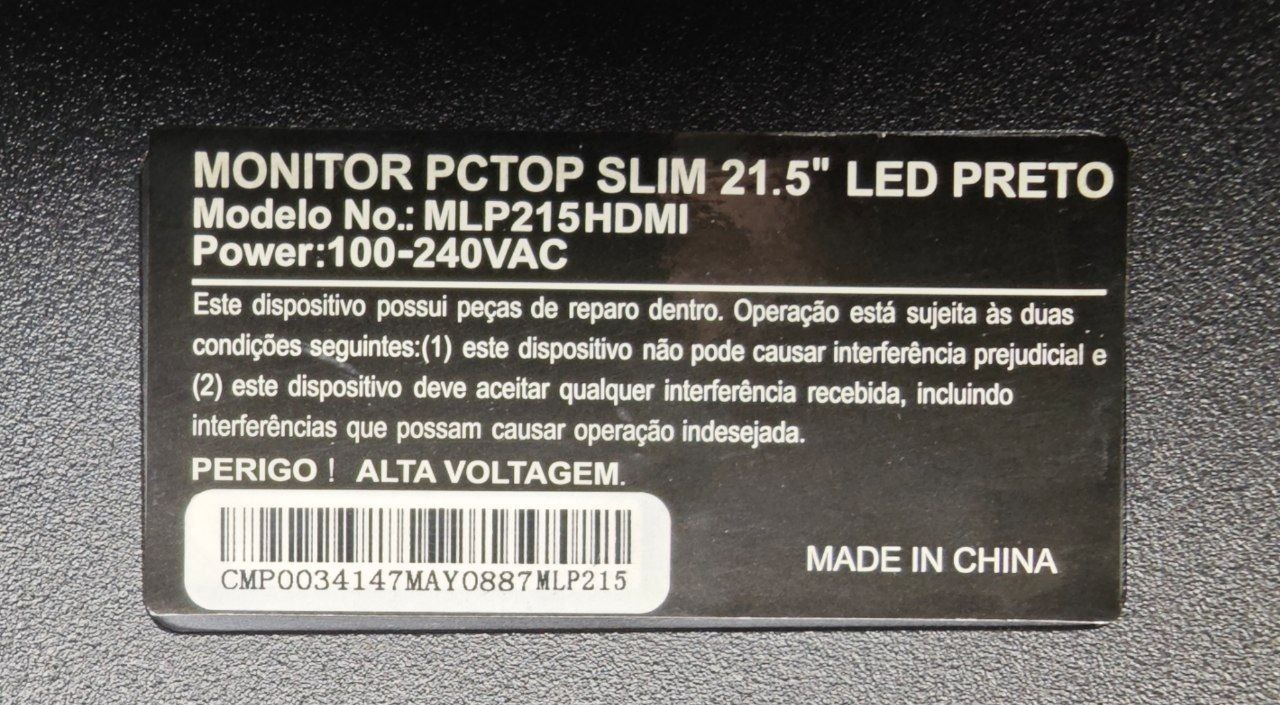 MONITOR PCTOP SLIM 21.5" LED PRETO
Modelo No.: MLP215HDMI
Power:100-240VAC
Este dispositivo possui peças de reparo dentro. Operação está sujeita às duas
condições seguintes:(1) este dispositivo não pode causar interferência prejudicial e
(2) este dispositivo deve aceitar qualquer interferência recebida, incluindo
interferências que possam causar operação indesejada.
PERIGO ! ALTA VOLTAGEM.
CMP0034147MAY0887MLP215
MADE IN CHINA